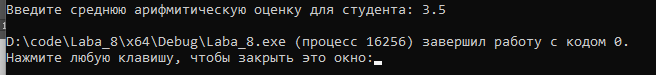 Введите среднюю арифмитическую оценку для студента: 3.5
D:\code\Laba_8\x64\Debug\Laba_8.exe (процесс 16256) завершил работу с кодом 0.
Нажмите любую клавишу, чтобы закрыть это окно: